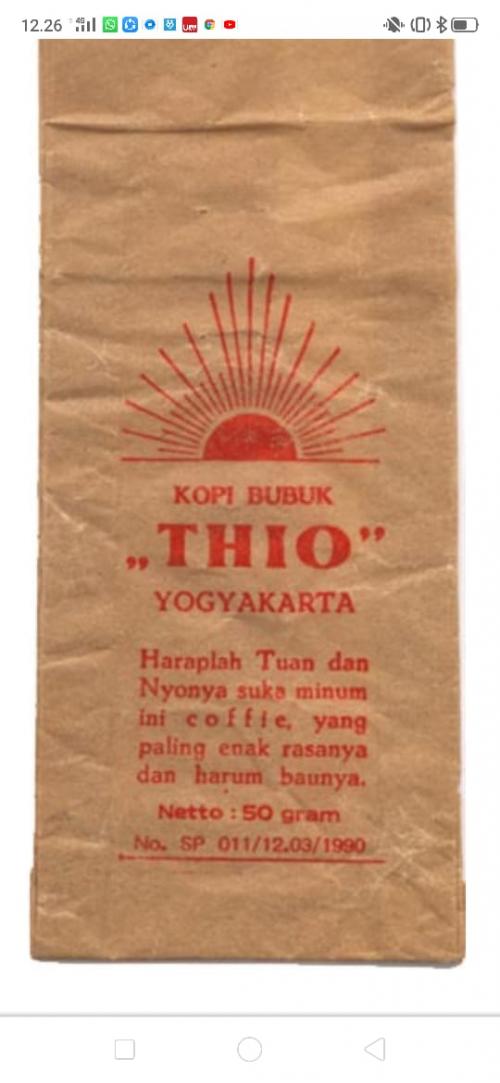 12.26
KOPI BUBUK
„THIO”
YOGYAKARTA
Haraplah Tuan dan
Nyonya suka minum
ini coffie, yang
paling enak rasanya
dan harum baunya.
Netto : 50 gram
No. SP 011/12.03/1990